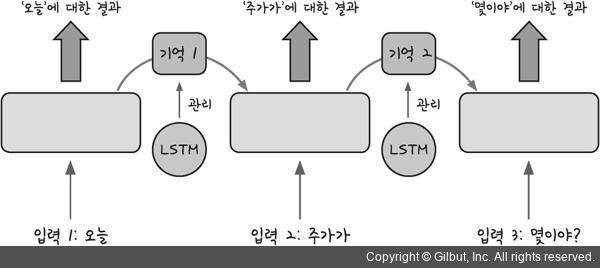 '오늘'에 대한 결과
'주가가'에 대한 결과
'몇이야'에 대한 결과
기억 1
기억 2
관리
관리
LSTM
LSTM
입력 1: 오늘
입력 2: 주가가
입력 3: 몇이야?
Copyright © Gilbut, Inc. All rights reserved.